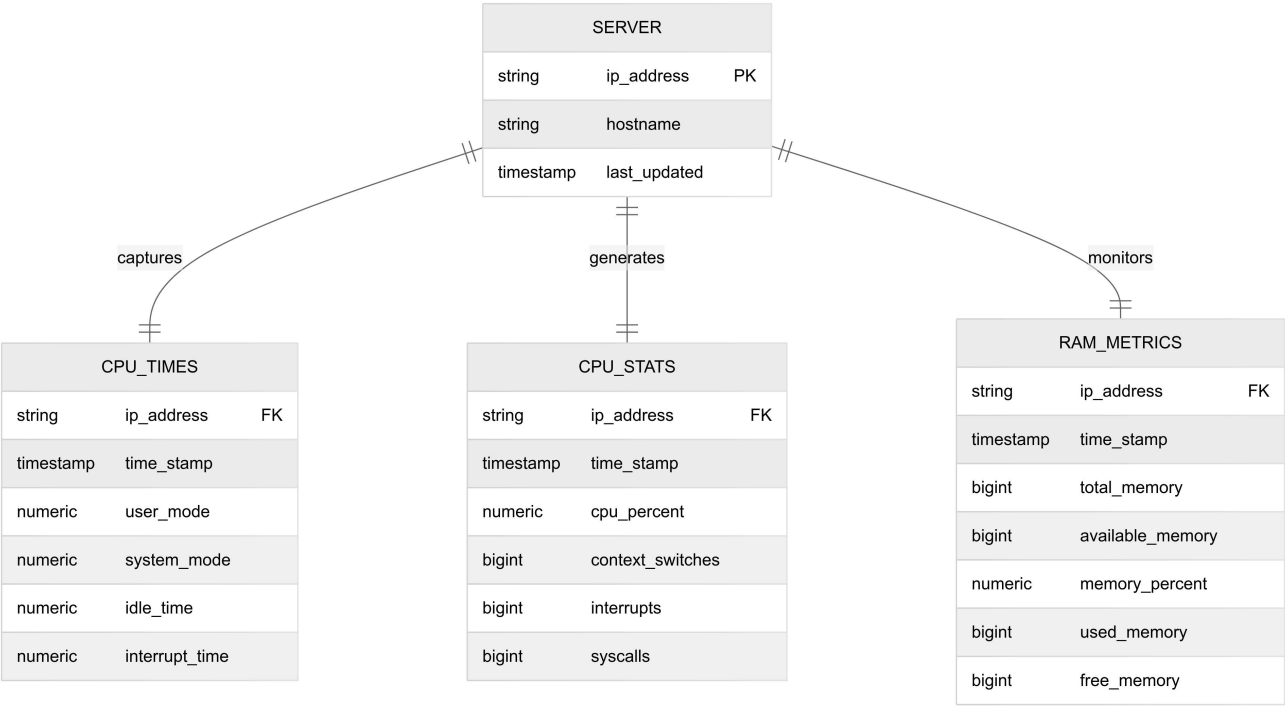 SERVER
string ip_address PK
string hostname
timestamp last_updated
captures
generates
monitors
CPU_TIMES
string ip_address FK
timestamp time_stamp
numeric user_mode
numeric system_mode
numeric idle_time
numeric interrupt_time
CPU_STATS
string ip_address FK
timestamp time_stamp
numeric cpu_percent
bigint context_switches
bigint interrupts
bigint syscalls
RAM_METRICS
string ip_address FK
timestamp time_stamp
bigint total_memory
bigint available_memory
numeric memory_percent
bigint used_memory
bigint free_memory